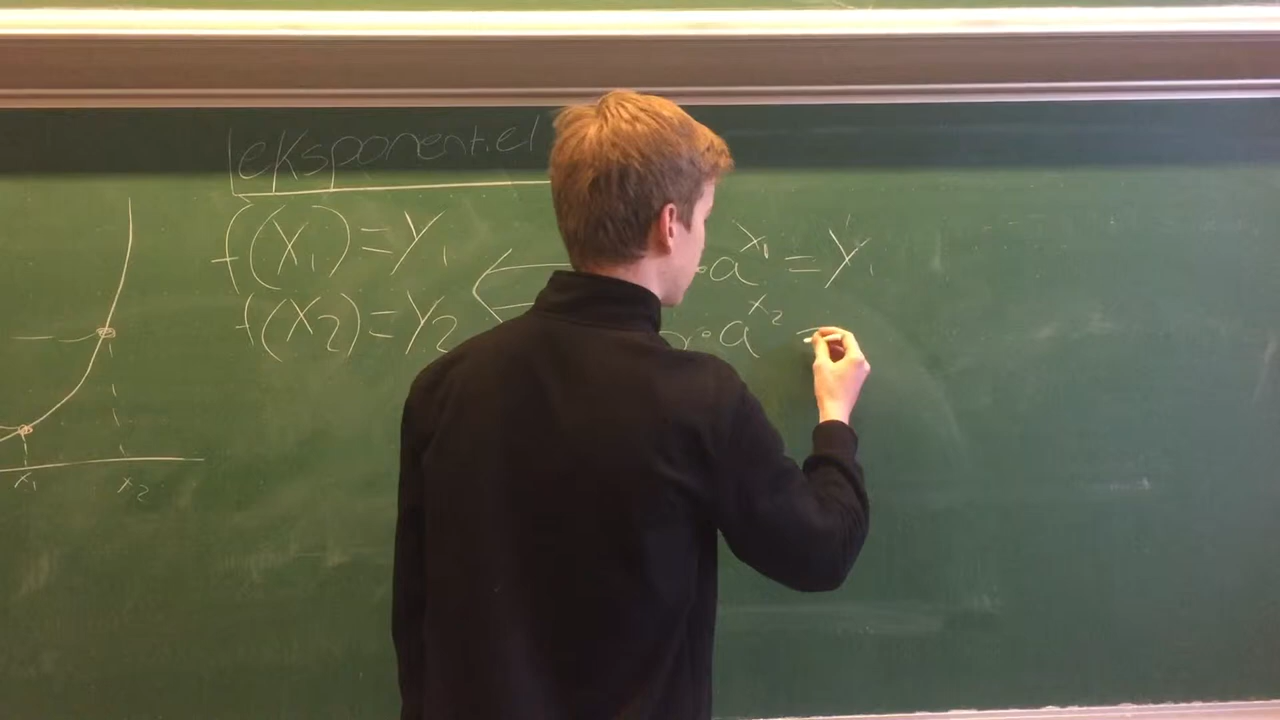 eksponentiel
f(x₁) = y₁ ⇐ · a^x₁ = y₁
f(x₂) = y₂ · a^x₂ =
x₁ x₂